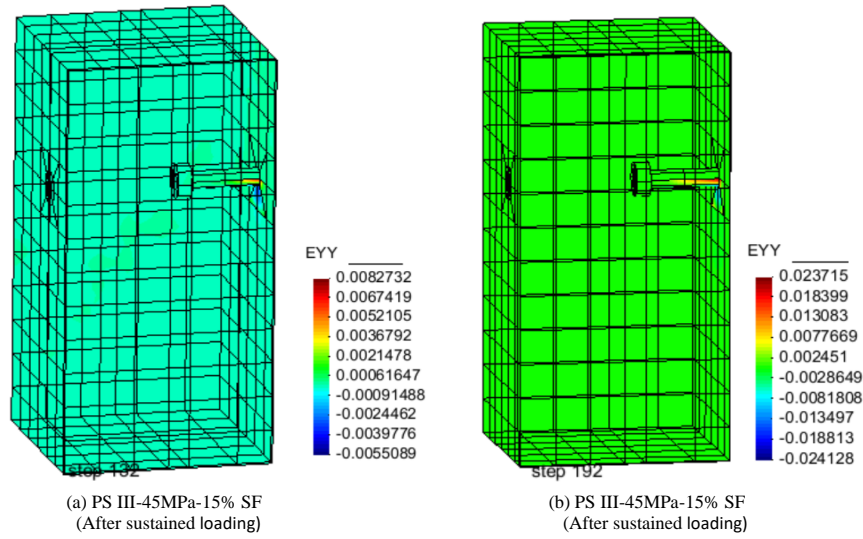 EYY
0.0082732
0.0067419
0.0052105
0.0036792
0.0021478
0.00061647
-0.00091488
-0.0024462
-0.0039776
-0.0055089
step 132
(a) PS III-45MPa-15% SF
(After sustained loading)
EYY
0.023715
0.018399
0.013083
0.0077669
0.002451
-0.0028649
-0.0081808
-0.013497
-0.018813
-0.024128
step 192
(b) PS III-45MPa-15% SF
(After sustained loading)